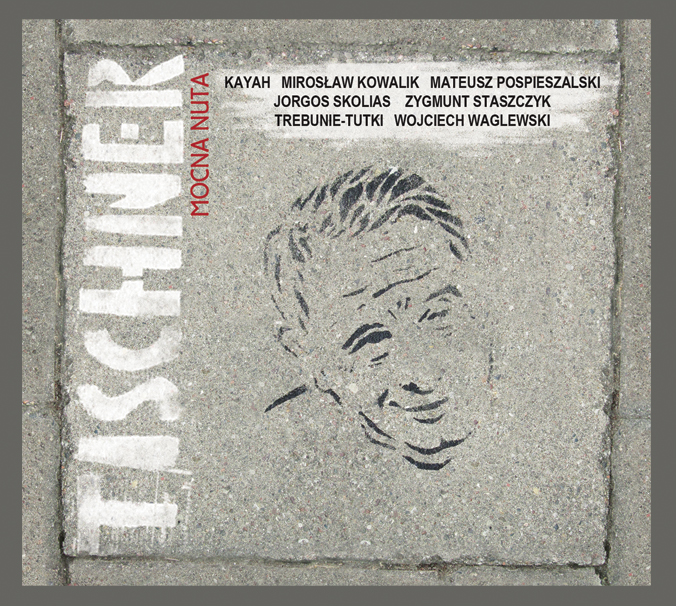 TISCHNER
MOCNA NUTA
KAYAH MIROSŁAW KOWALIK MATEUSZ POSPIESZALSKI
JORGOS SKOLIAS ZYGMUNT STASZCZYK
TREBUNIE-TUTKI WOJCIECH WAGLEWSKI